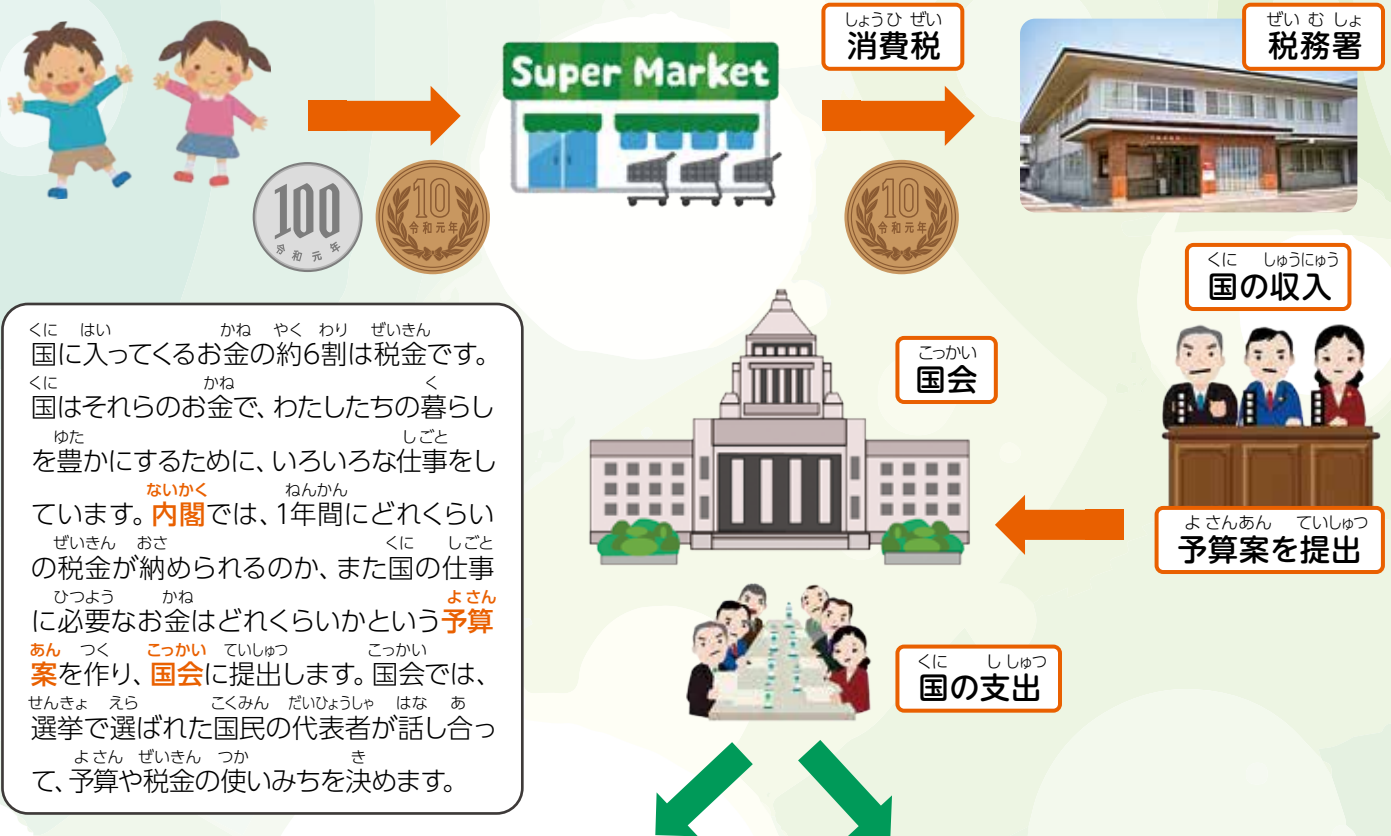 しょうひ ぜい
消費税
ぜい む しょ
税務署
Super Market
100
令和元年
10
令和元年
10
令和元年
くに しゅうにゅう
国の収入
こっかい
国会
よ さんあん ていしゅつ
予算案を提出
くに し しゅつ
国の支出
くに はい かね やく わり ぜいきん
国に入ってくるお金の約6割は税金です。
くに かね く
国はそれらのお金で、わたしたちの暮らし
ゆた しごと
を豊かにするために、いろいろな仕事をし
ないかく ねんかん
ています。内閣では、1年間にどれくらい
ぜいきん おさ くに しごと
の税金が納められるのか、また国の仕事
ひつよう かね よさん
に必要なお金はどれくらいかという予算
あん つく こっかい ていしゅつ こっかい
案を作り、国会に提出します。国会では、
せんきょ えら こくみん だいひょうしゃ はな あ
選挙で選ばれた国民の代表者が話し合っ
よさん ぜいきん つか き
て、予算や税金の使いみちを決めます。